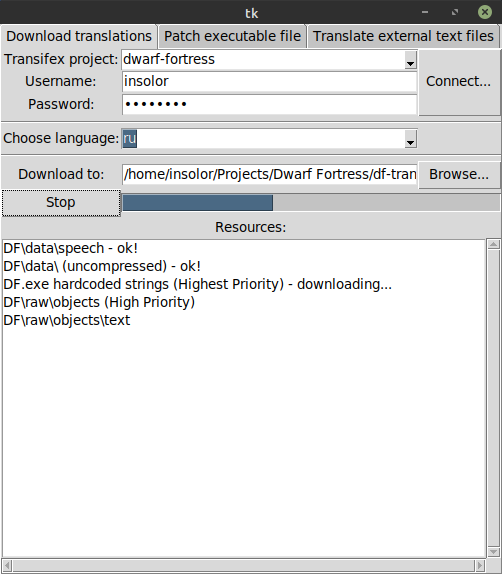 tk
Download translations Patch executable file Translate external text files
Transifex project: dwarf-fortress
Username: insolor Connect...
Password: ••••••••
Choose language: ru
Download to: /home/insolor/Projects/Dwarf Fortress/df-tran Browse...
Stop
Resources:
DF\data\speech - ok!
DF\data\ (uncompressed) - ok!
DF.exe hardcoded strings (Highest Priority) - downloading...
DF\raw\objects (High Priority)
DF\raw\objects\text